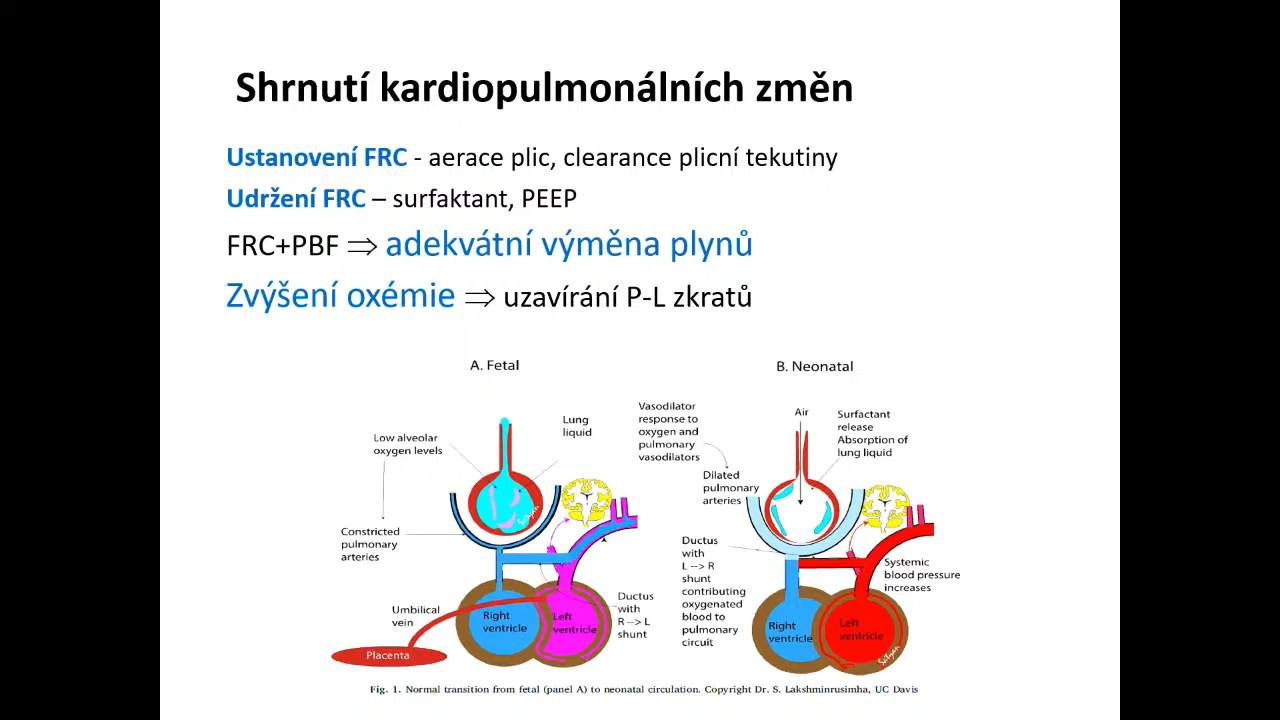 Shrnutí kardiopulmonálních změn
Ustanovení FRC - aerace plic, clearance plicní tekutiny
Udržení FRC – surfaktant, PEEP
FRC+PBF ⇒ adekvátní výměna plynů
Zvýšení oxémie ⇒ uzavírání P-L zkratů
A. Fetal
Low alveolar
oxygen levels
Lung
liquid
Constricted
pulmonary
arteries
Umbilical
vein
Placenta
Right
ventricle
Left
ventricle
Ductus
with
R --> L
shunt
B. Neonatal
Vasodilator
response to
oxygen and
pulmonary
vasodilators
Air
Surfactant
release
Absorption of
lung liquid
Dilated
pulmonary
arteries
Ductus
with
L --> R
shunt
contributing
oxygenated
blood to
pulmonary
circuit
Systemic
blood pressure
increases
Right
ventricle
Left
ventricle
Satyan
Satyan
Fig. 1. Normal transition from fetal (panel A) to neonatal circulation. Copyright Dr. S. Lakshminrusimha, UC Davis